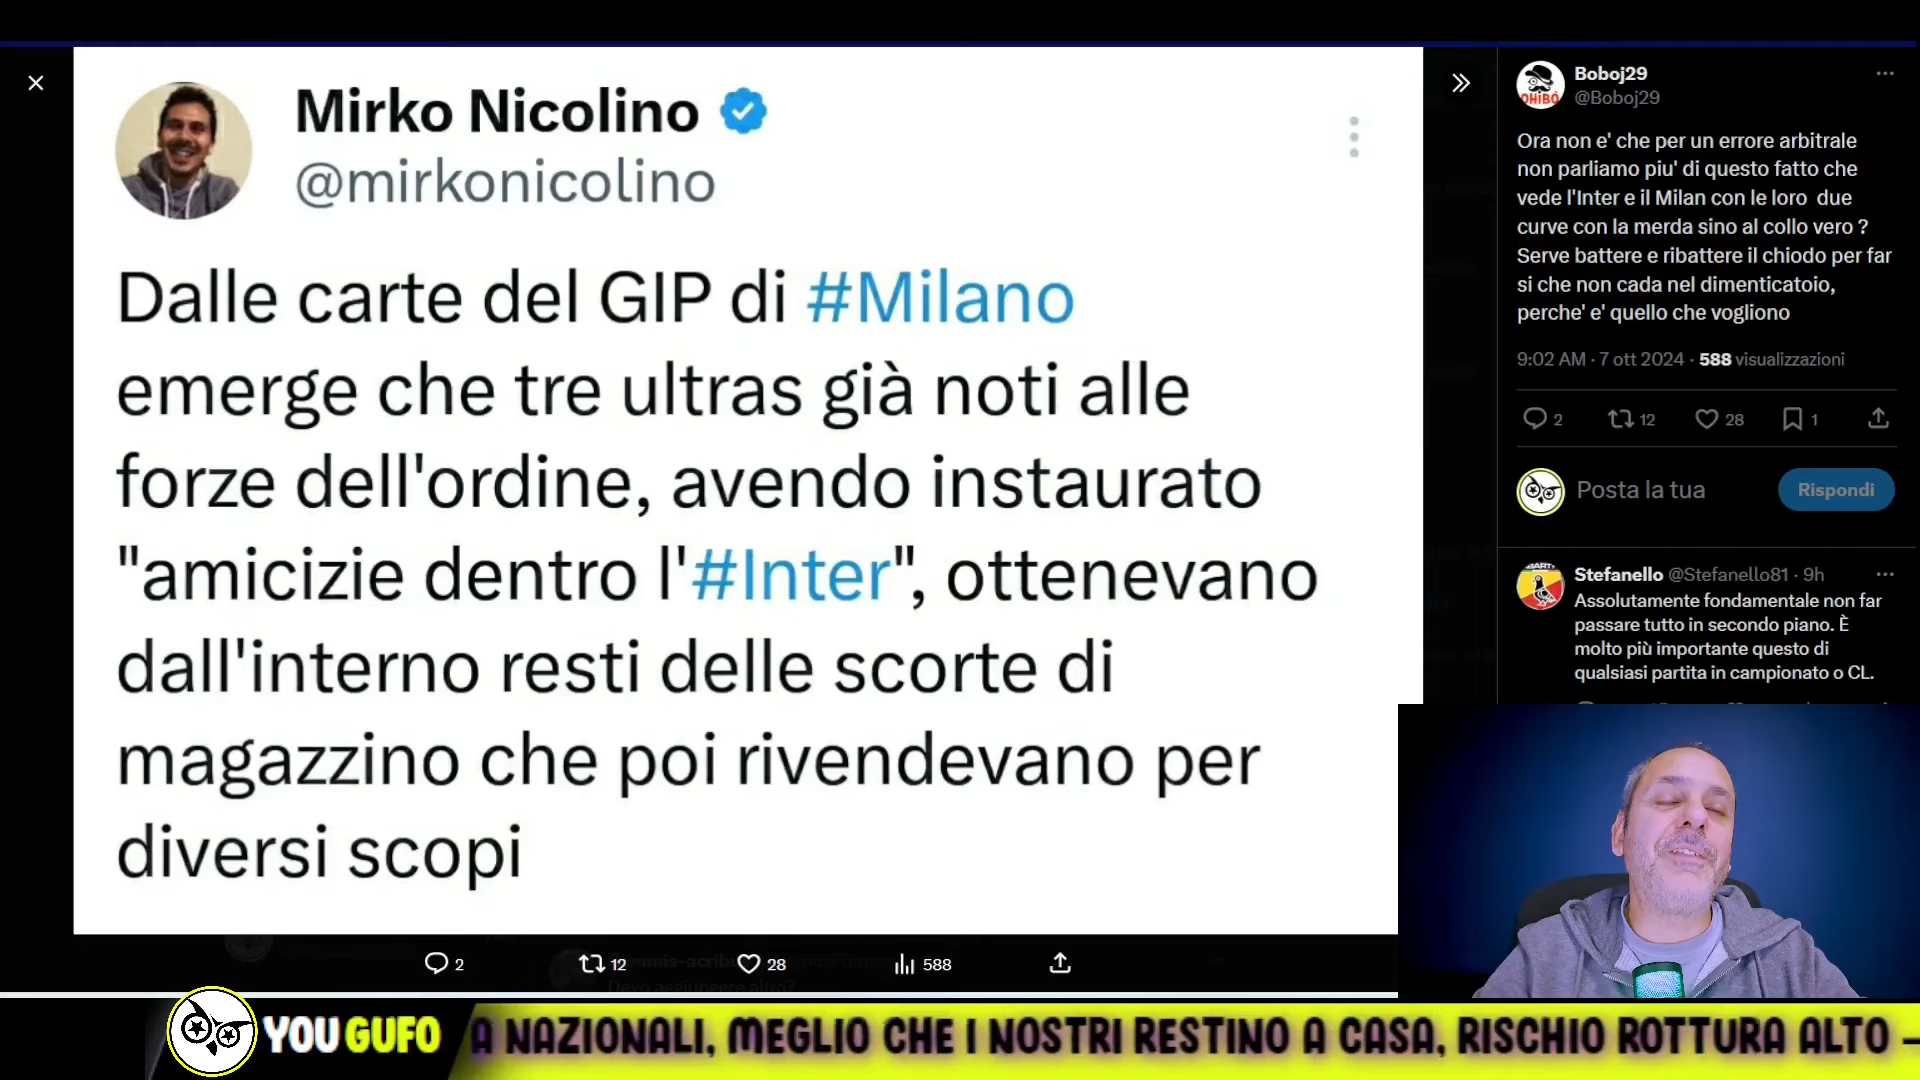 Mirko Nicolino
@mirkonicolino
Dalle carte del GIP di #Milano
emerge che tre ultras già noti alle
forze dell'ordine, avendo instaurato
"amicizie dentro l'#Inter", ottenevano
dall'interno resti delle scorte di
magazzino che poi rivendevano per
diversi scopi
2 12 28 588
Boboj29
@Boboj29
OHIBÒ
Ora non e' che per un errore arbitrale
non parliamo piu' di questo fatto che
vede l'Inter e il Milan con le loro due
curve con la merda sino al collo vero ?
Serve battere e ribattere il chiodo per far
si che non cada nel dimenticatoio,
perche' e' quello che vogliono
9:02 AM · 7 ott 2024 · 588 visualizzazioni
2 12 28 1
Posta la tua
Rispondi
Stefanello @Stefanello81 · 9h
Assolutamente fondamentale non far
passare tutto in secondo piano. È
molto più importante questo di
qualsiasi partita in campionato o CL.
YOU GUFO
A NAZIONALI, MEGLIO CHE I NOSTRI RESTINO A CASA, RISCHIO ROTTURA ALTO –